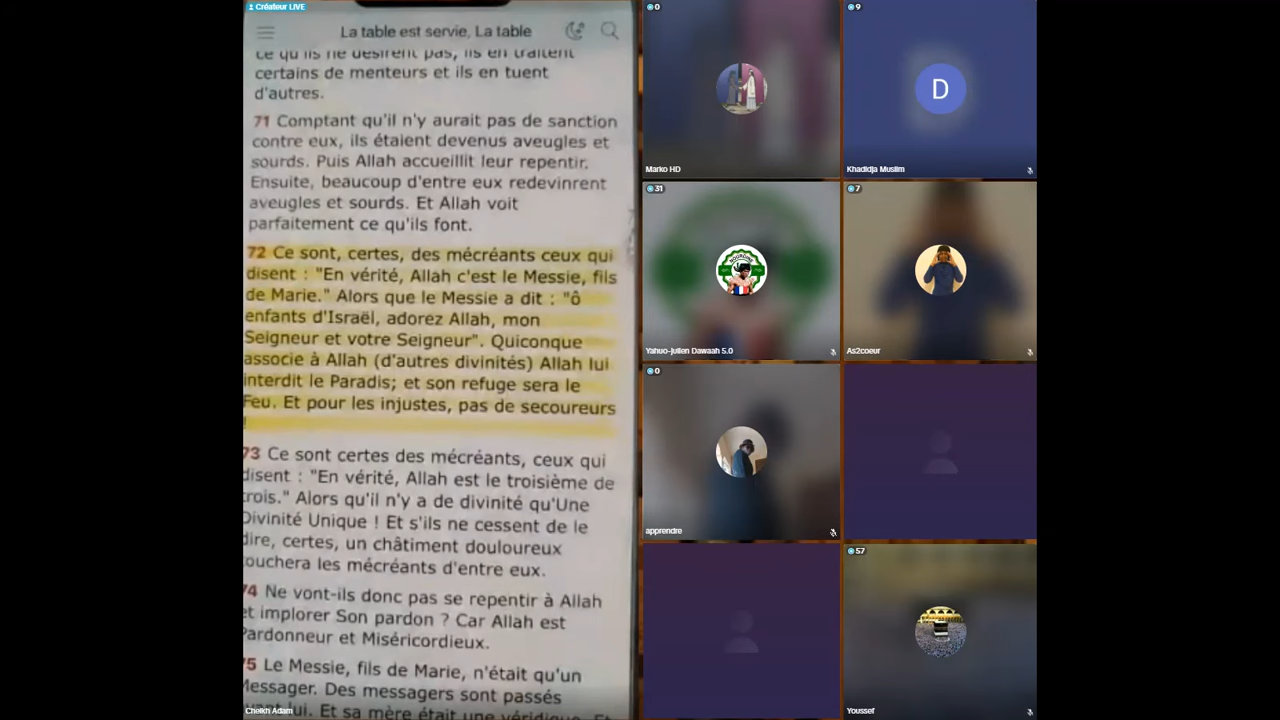 Créateur LIVE
La table est servie, La table
ce qu'ils ne désirent pas, ils en traitent
certains de menteurs et ils en tuent
d'autres.
71 Comptant qu'il n'y aurait pas de sanction
contre eux, ils étaient devenus aveugles et
sourds. Puis Allah accueillit leur repentir.
Ensuite, beaucoup d'entre eux redevinrent
aveugles et sourds. Et Allah voit
parfaitement ce qu'ils font.
72 Ce sont, certes, des mécréants ceux qui
disent : "En vérité, Allah c'est le Messie, fils
de Marie." Alors que le Messie a dit : "ô
enfants d'Israël, adorez Allah, mon
Seigneur et votre Seigneur". Quiconque
associe à Allah (d'autres divinités) Allah lui
interdit le Paradis; et son refuge sera le
Feu. Et pour les injustes, pas de secoureurs
!
73 Ce sont certes des mécréants, ceux qui
disent : "En vérité, Allah est le troisième de
trois." Alors qu'il n'y a de divinité qu'Une
Divinité Unique ! Et s'ils ne cessent de le
dire, certes, un châtiment douloureux
touchera les mécréants d'entre eux.
74 Ne vont-ils donc pas se repentir à Allah
et implorer Son pardon ? Car Allah est
Pardonneur et Miséricordieux.
75 Le Messie, fils de Marie, n'était qu'un
Messager. Des messagers sont passés
avant lui. Et sa mère était une véridique. Et
Cheikh Adam
0
Marko HD
9
D
Khadidja Muslim
31
Yahuo-julien Dawaah 5.0
7
As2coeur
0
apprendre
57
Youssef